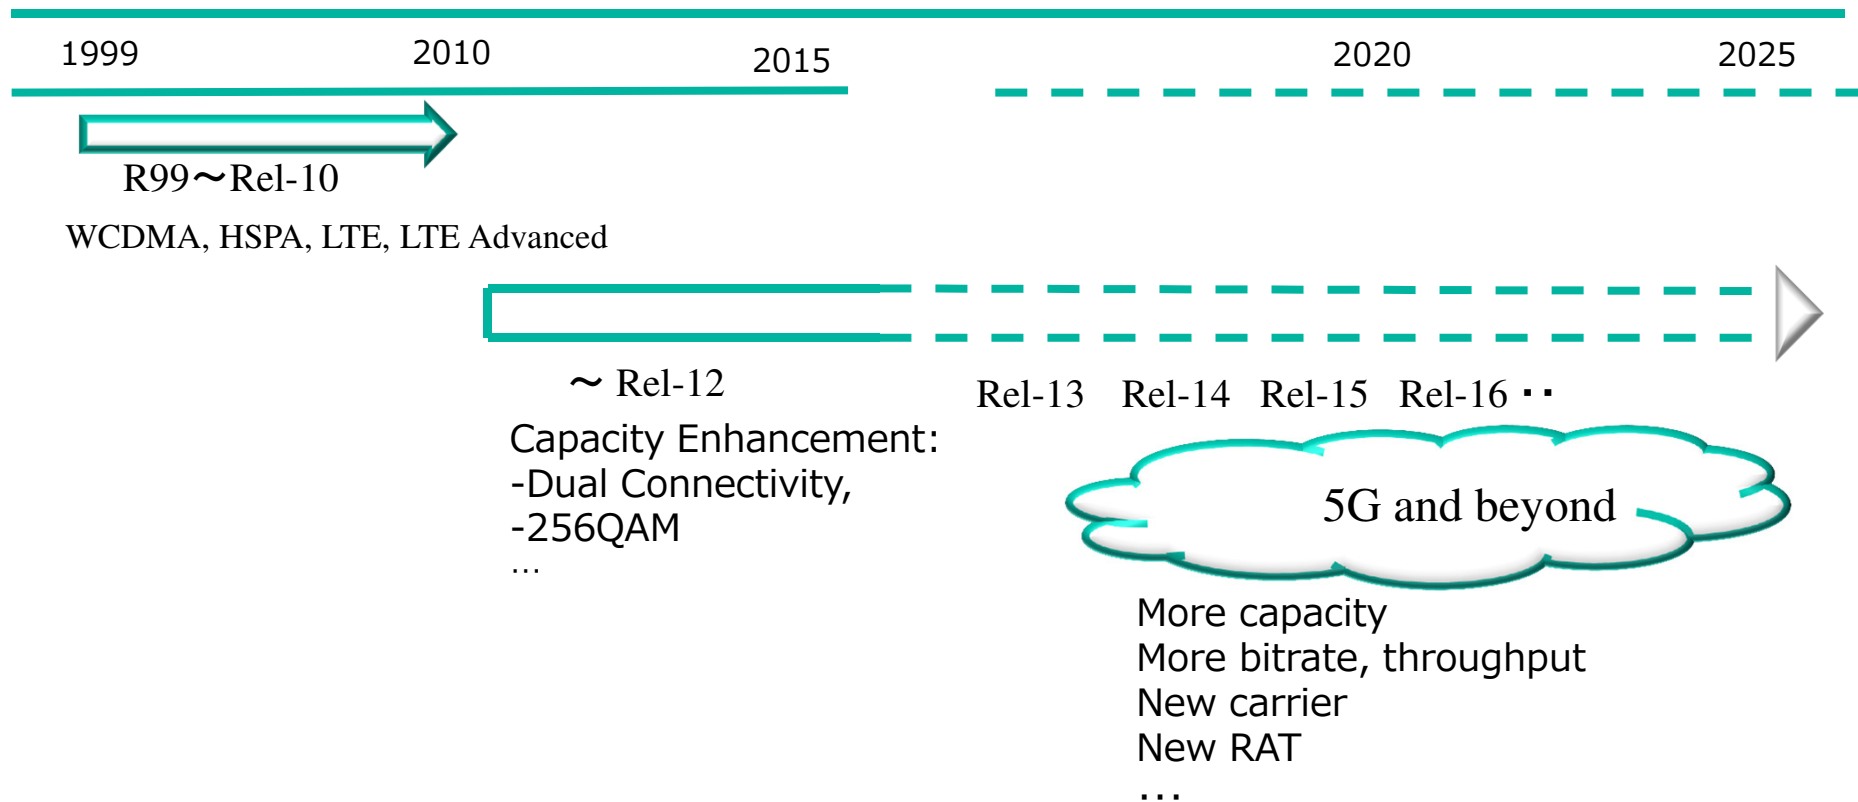 1999 2010 2015 2020 2025
R99～Rel-10
WCDMA, HSPA, LTE, LTE Advanced
～ Rel-12
Rel-13 Rel-14 Rel-15 Rel-16 ··
Capacity Enhancement:
-Dual Connectivity,
-256QAM
…
5G and beyond
More capacity
More bitrate, throughput
New carrier
New RAT
…